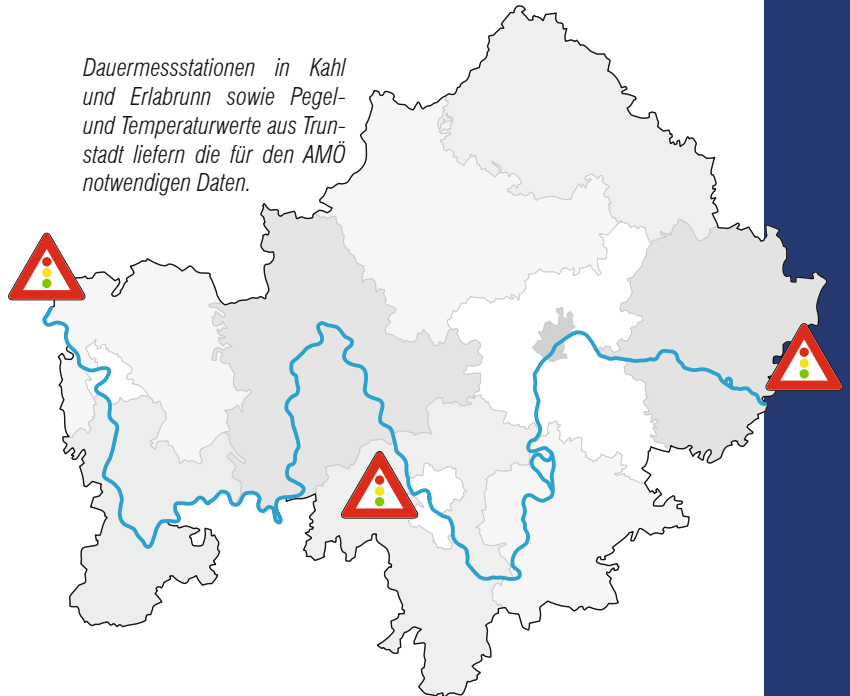 Dauermessstationen in Kahl
und Erlabrunn sowie Pegel-
und Temperaturwerte aus Trun-
stadt liefern die für den AMÖ
notwendigen Daten.